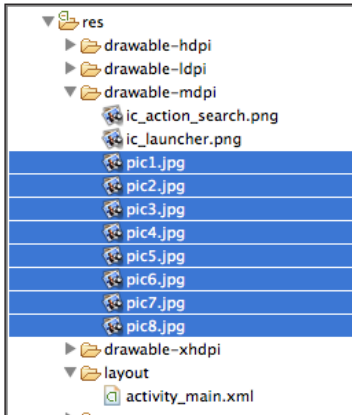 res
drawable-hdpi
drawable-ldpi
drawable-mdpi
ic_action_search.png
ic_launcher.png
pic1.jpg
pic2.jpg
pic3.jpg
pic4.jpg
pic5.jpg
pic6.jpg
pic7.jpg
pic8.jpg
drawable-xhdpi
layout
activity_main.xml